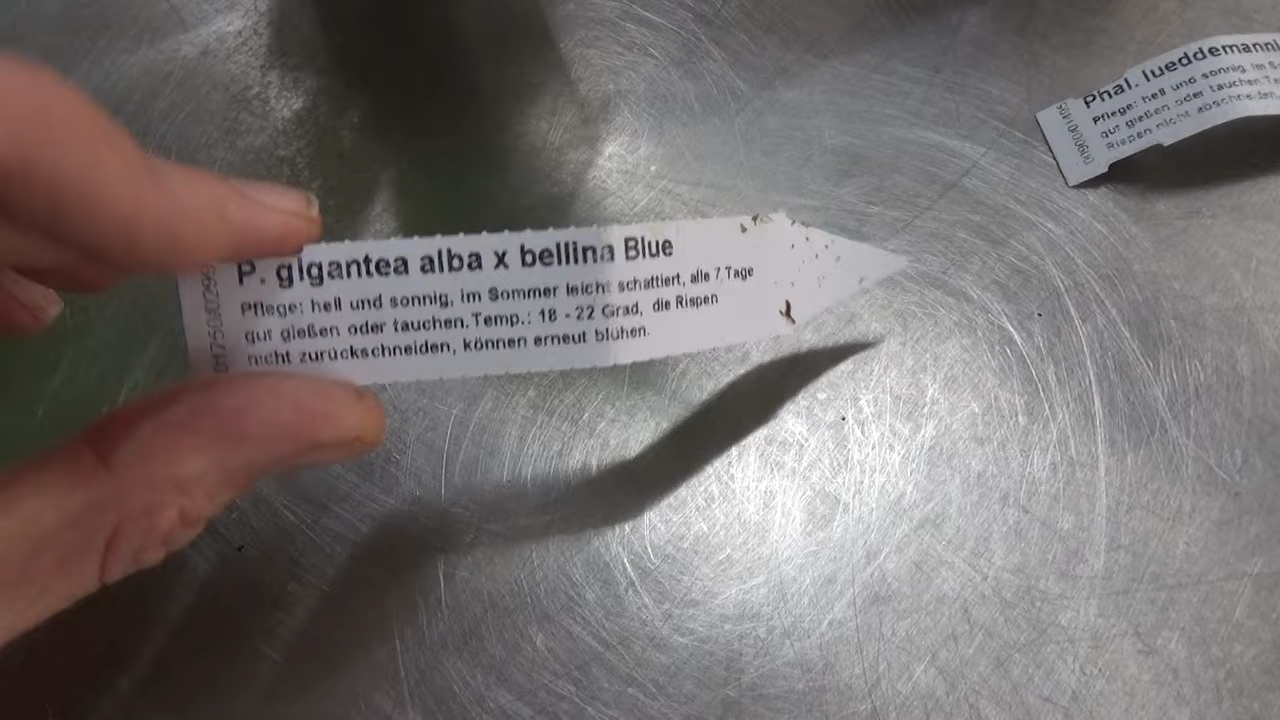 P. gigantea alba x bellina Blue
Pflege: hell und sonnig, im Sommer leicht schattiert, alle 7 Tage
gut gießen oder tauchen. Temp.: 18 - 22 Grad, die Rispen
nicht zurückschneiden, können erneut blühen.
Phal. lueddemanni
Pflege: hell und sonnig, im S
gut gießen oder tauchen. Te
Rispen nicht abschneiden,